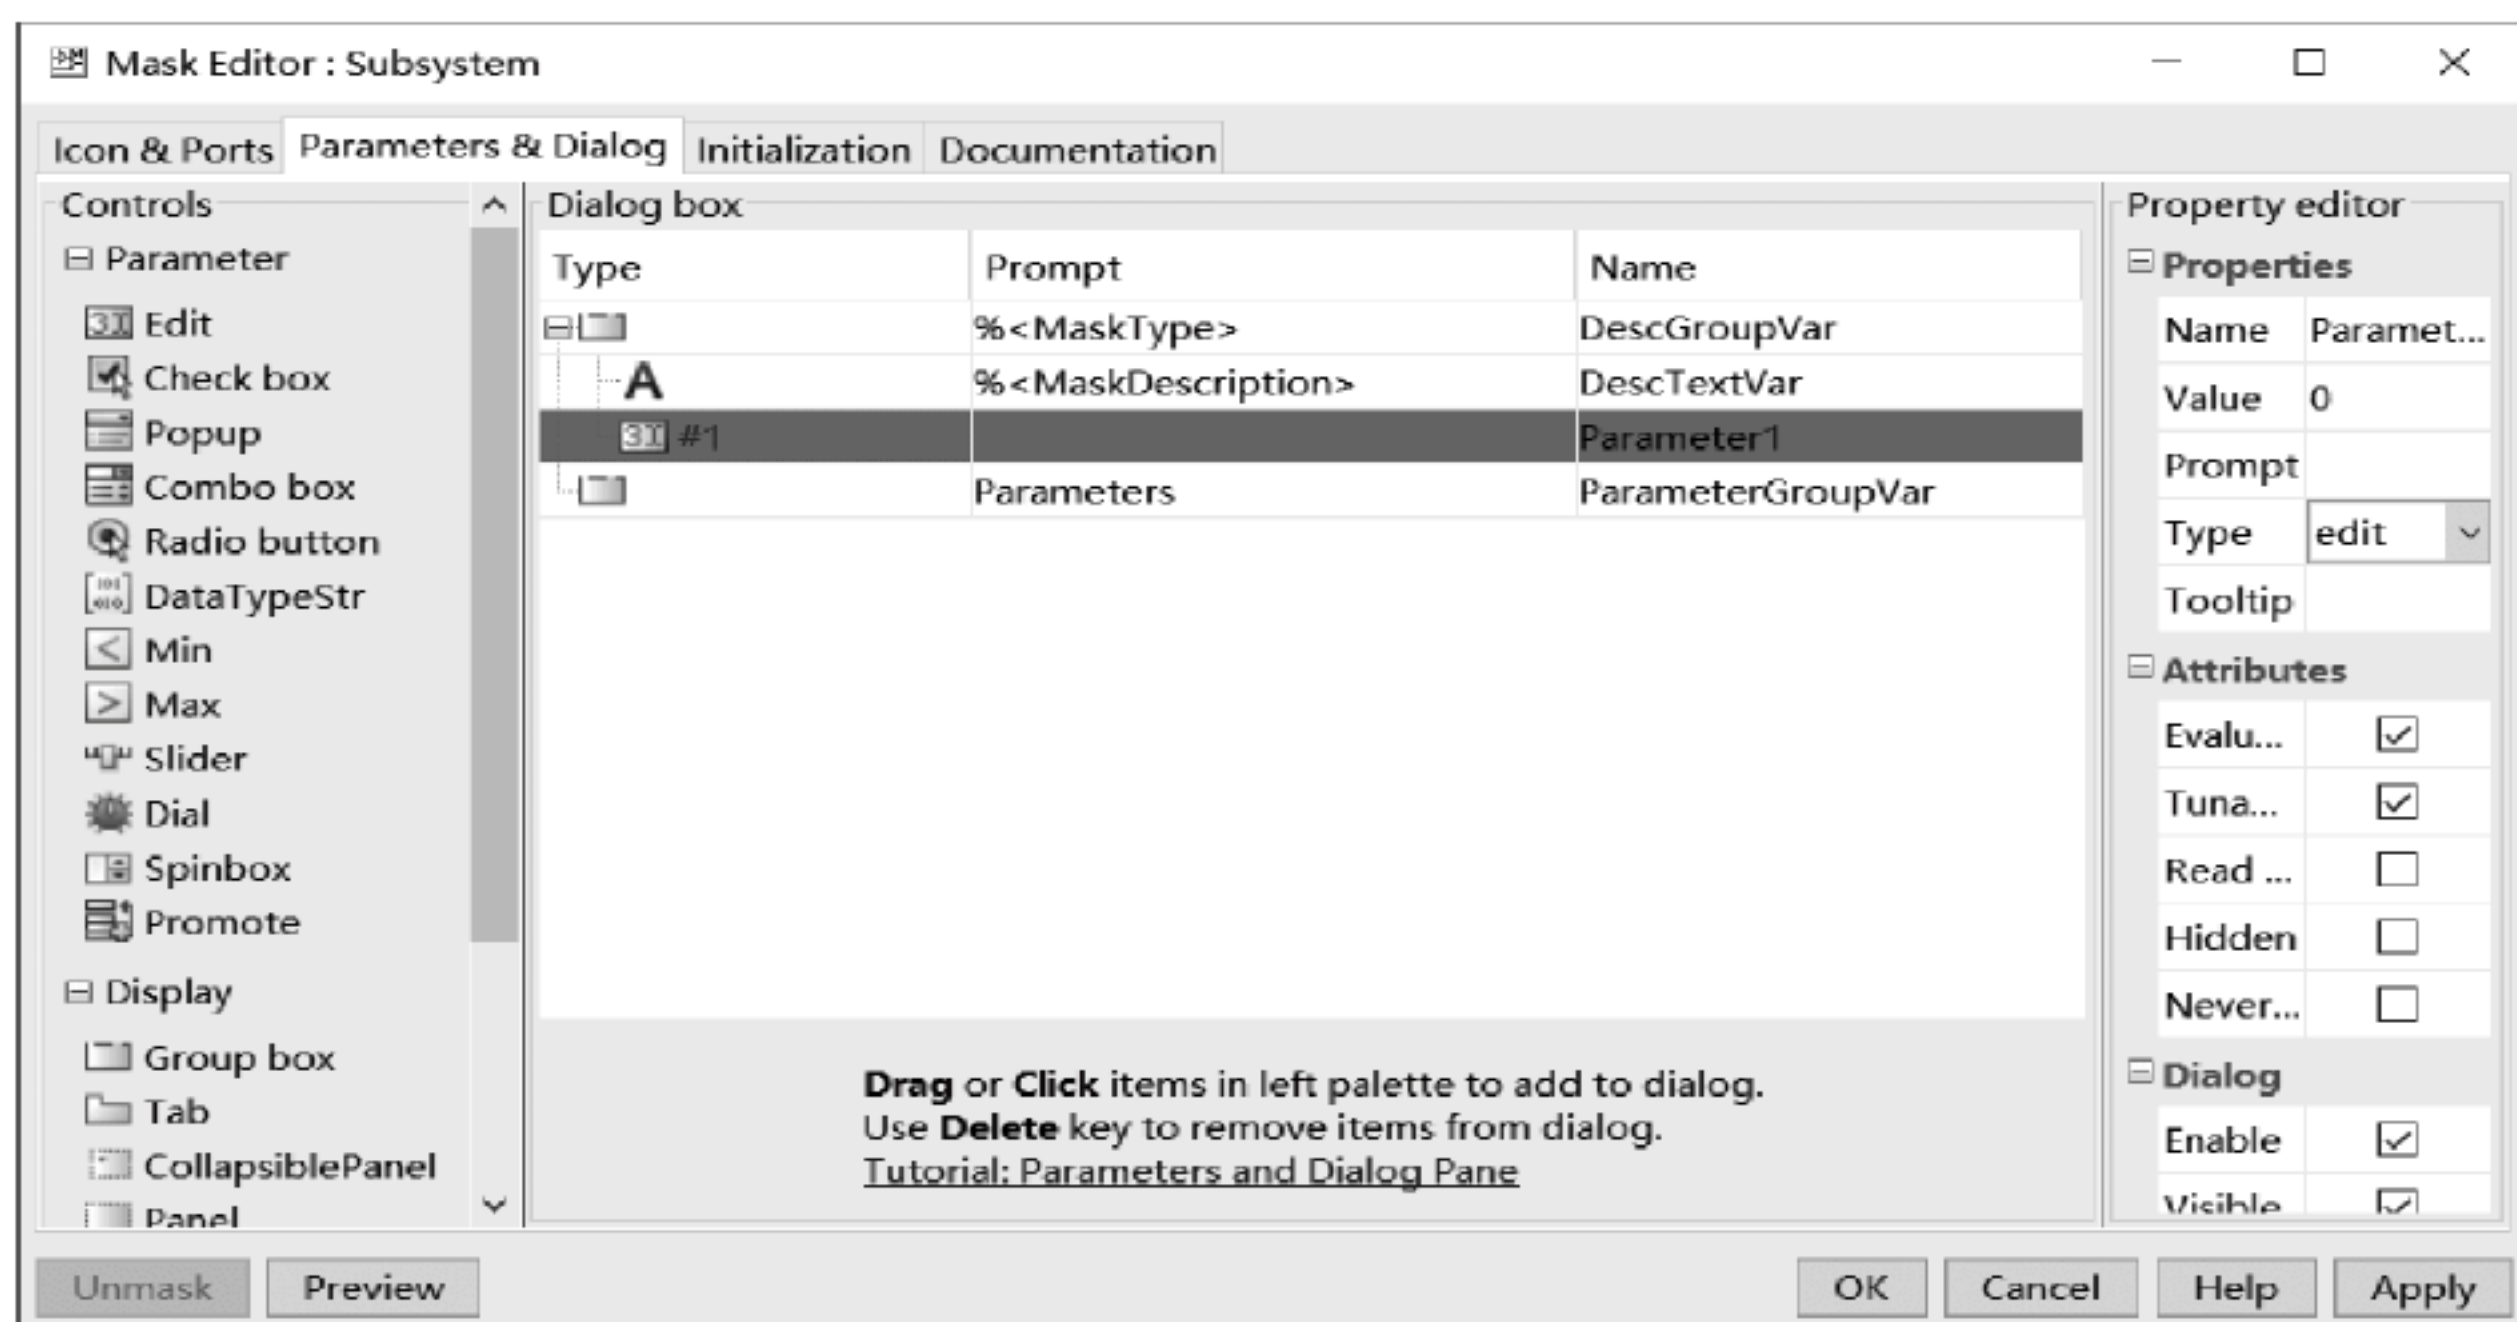 Mask Editor : Subsystem
Icon & Ports Parameters & Dialog Initialization Documentation
Controls
Parameter
Edit
Check box
Popup
Combo box
Radio button
DataTypeStr
Min
Max
Slider
Dial
Spinbox
Promote
Display
Group box
Tab
CollapsiblePanel
Panel
Dialog box
Type Prompt Name
%<MaskType> DescGroupVar
A %<MaskDescription> DescTextVar
#1 Parameter1
Parameters ParameterGroupVar
Drag or Click items in left palette to add to dialog.
Use Delete key to remove items from dialog.
Tutorial: Parameters and Dialog Pane
Property editor
Properties
Name Paramet...
Value 0
Prompt
Type edit
Tooltip
Attributes
Evalu...
Tuna...
Read ...
Hidden
Never...
Dialog
Enable
Visible
Unmask Preview OK Cancel Help Apply